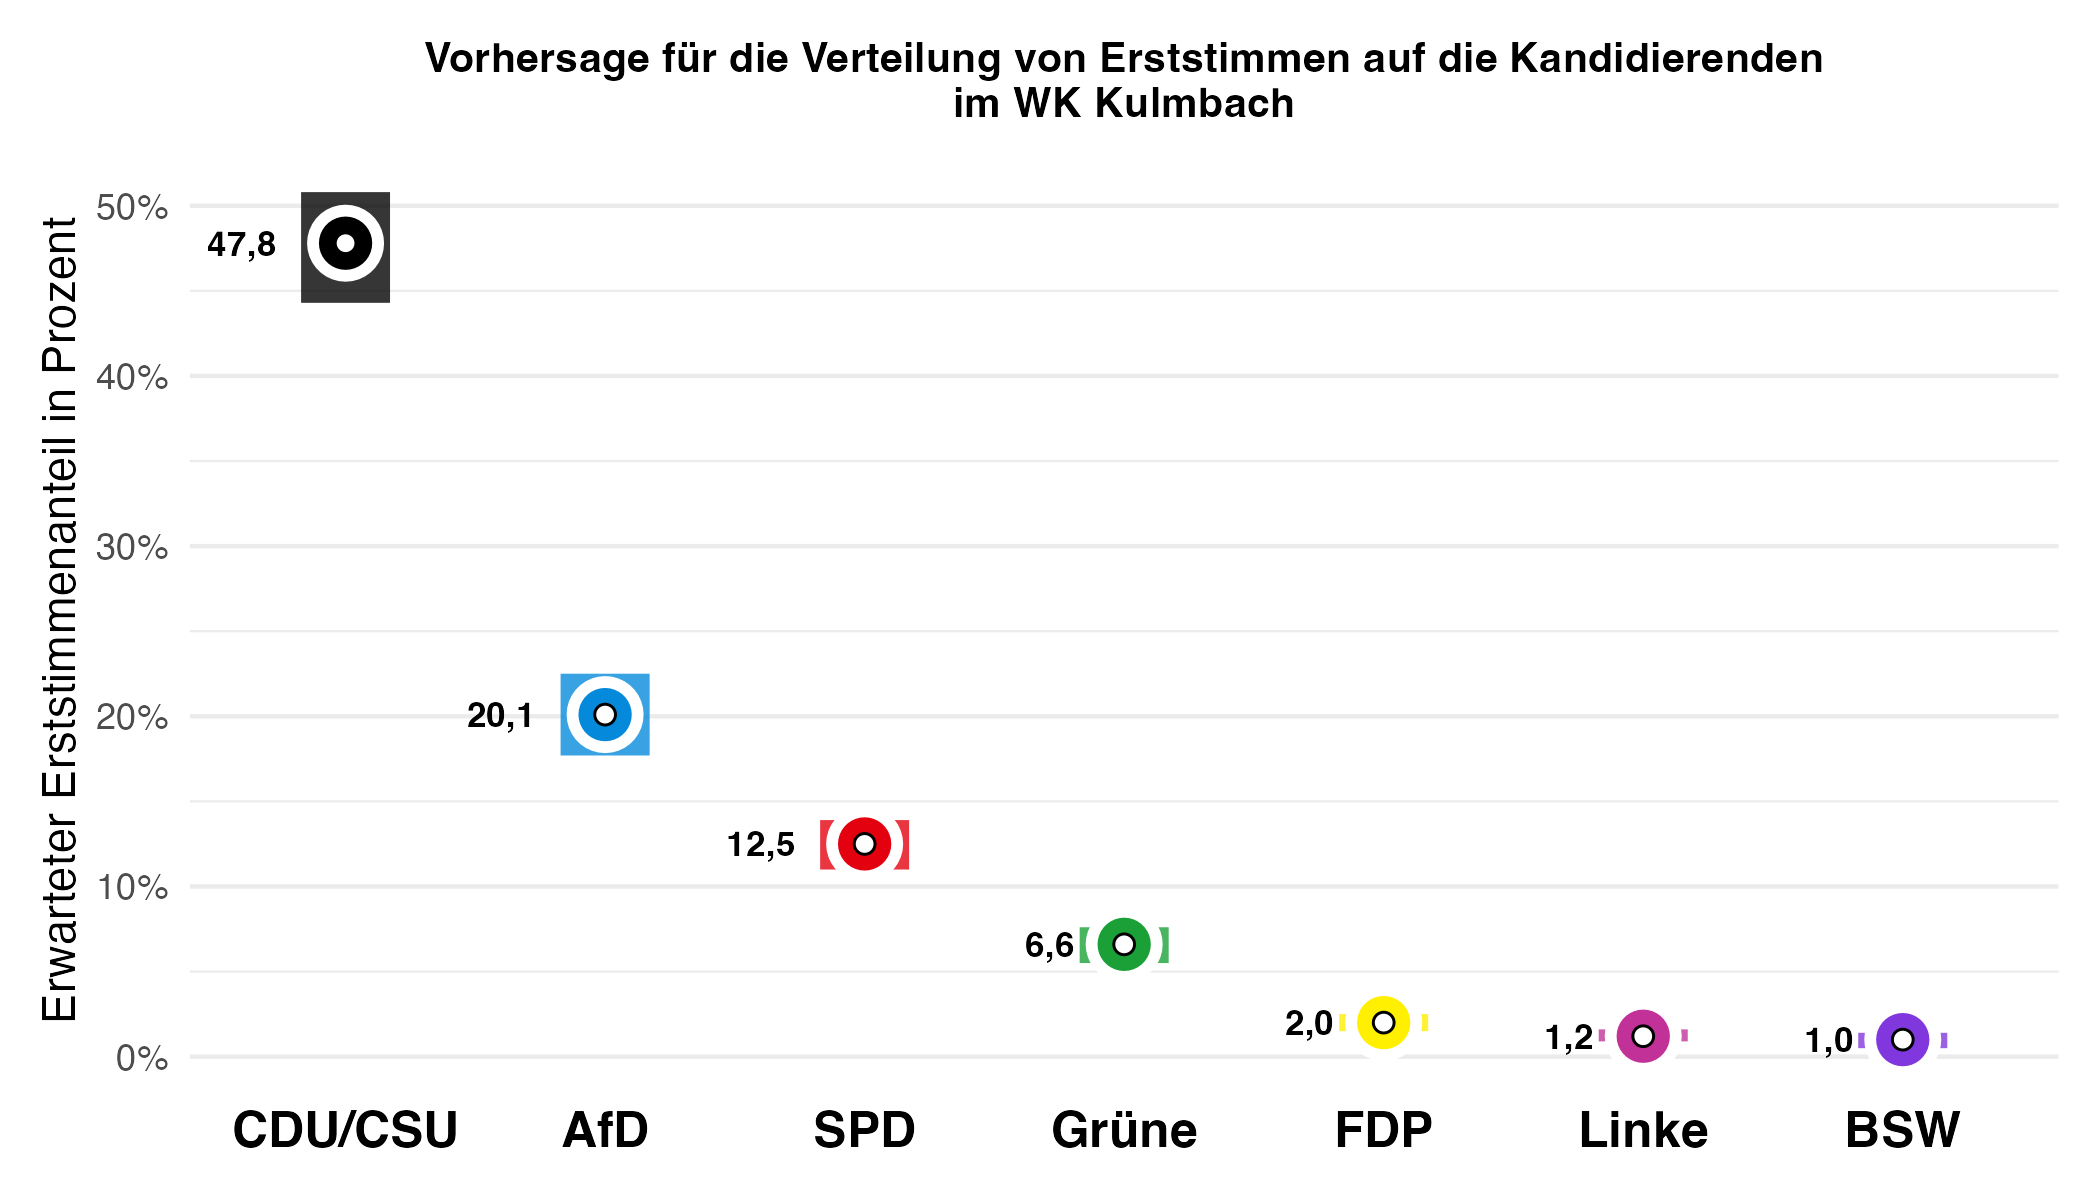 Vorhersage für die Verteilung von Erststimmen auf die Kandidierenden
im WK Kulmbach
Erwarteter Erststimmenanteil in Prozent
50%
40%
30%
20%
10%
0%
47,8
20,1
12,5
6,6
2,0
1,2
1,0
CDU/CSU
AfD
SPD
Grüne
FDP
Linke
BSW